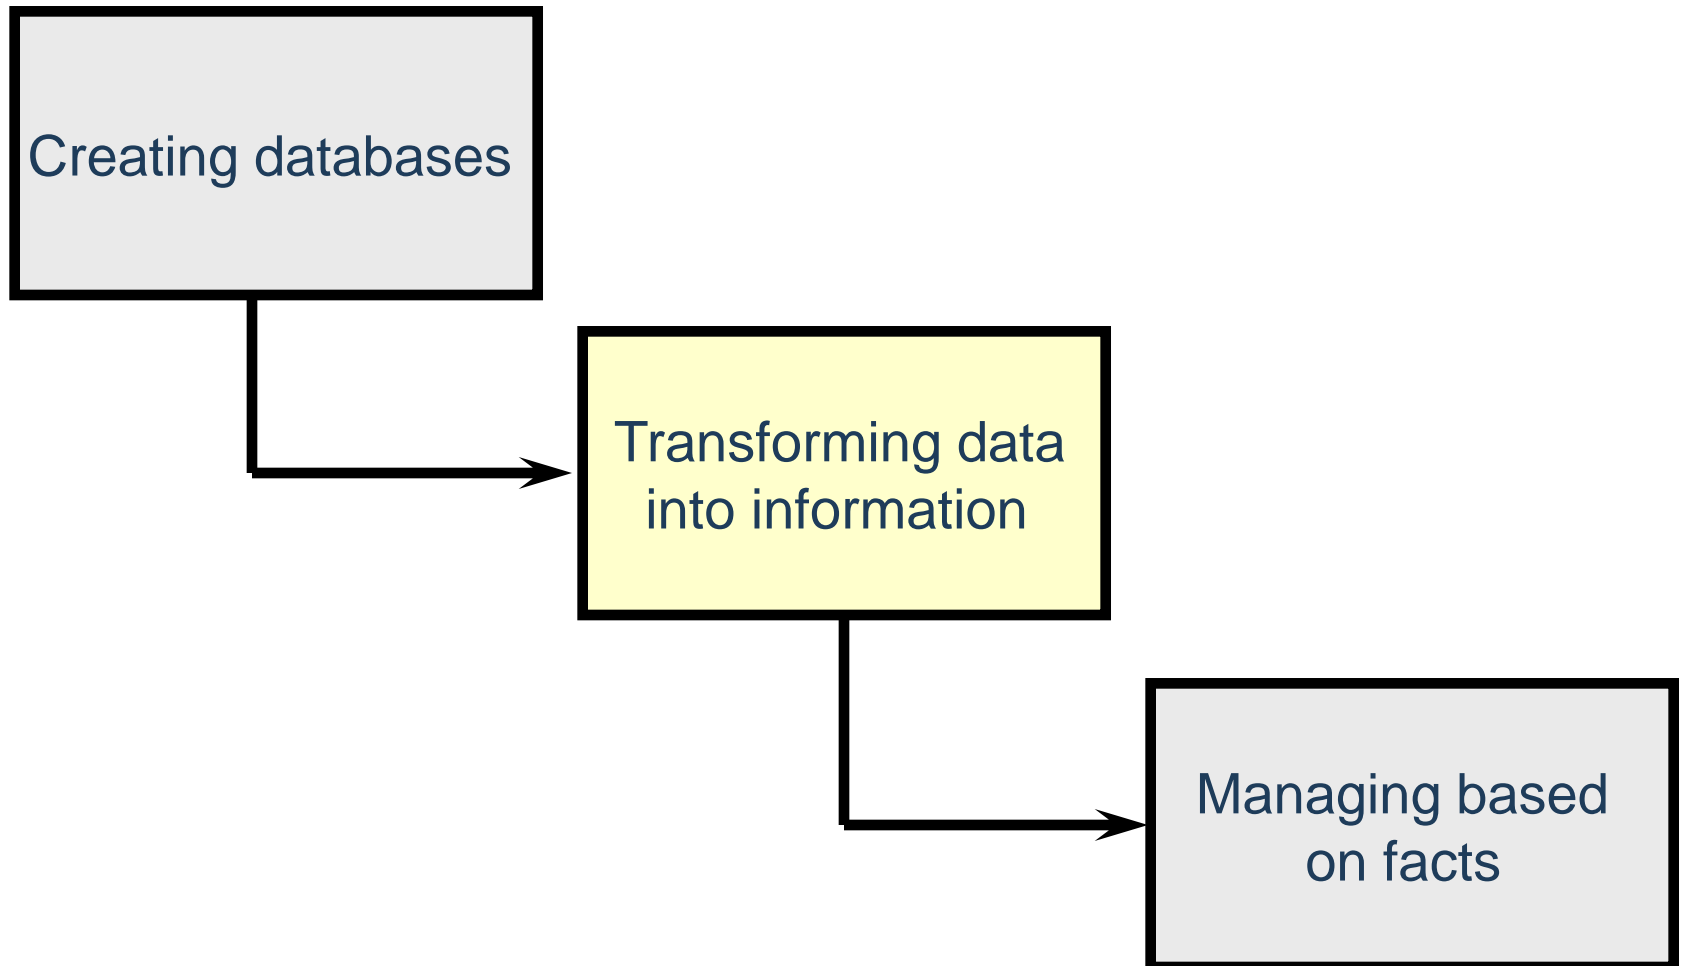 Creating databases
Transforming data
into information
Managing based
on facts